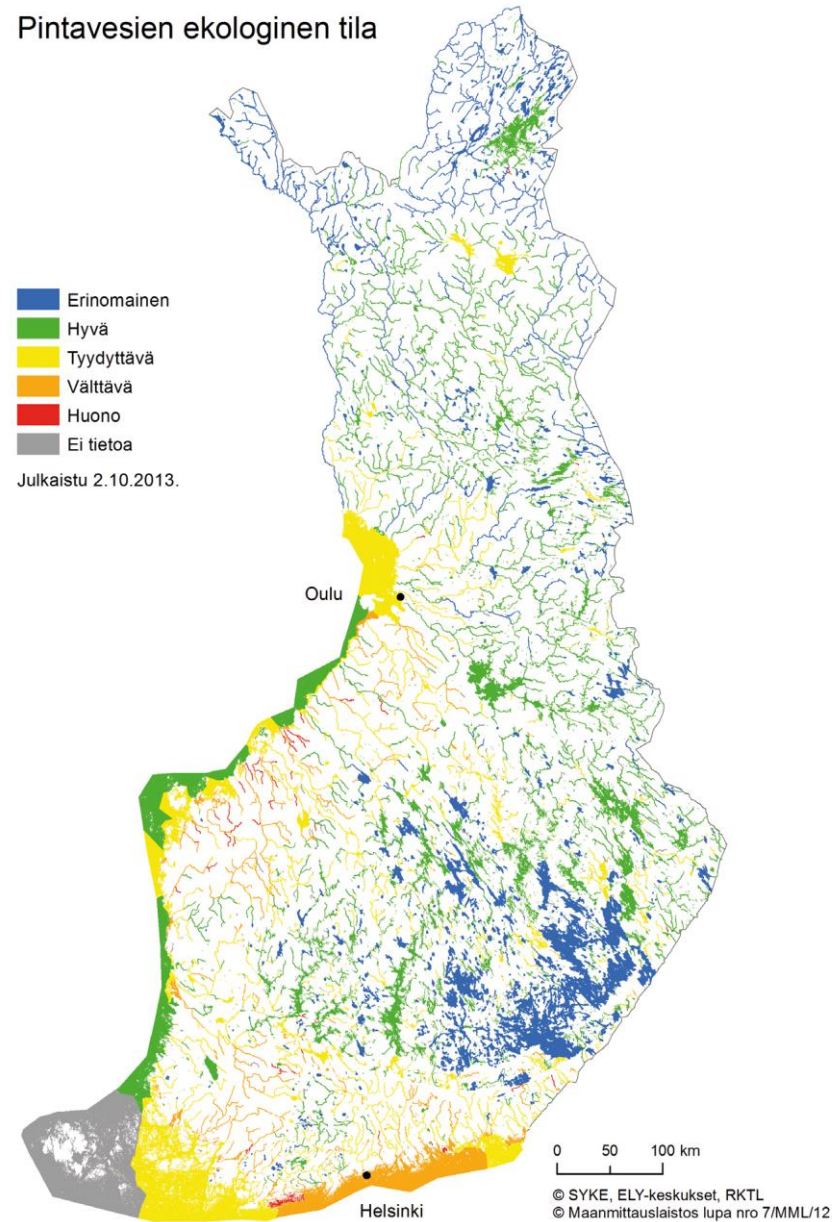 Pintavesien ekologinen tila
Erinomainen
Hyvä
Tyydyttävä
Välttävä
Huono
Ei tietoa
Julkaistu 2.10.2013.
Oulu
Helsinki
0 50 100 km
© SYKE, ELY-keskukset, RKTL
© Maanmittauslaistos lupa nro 7/MML/12